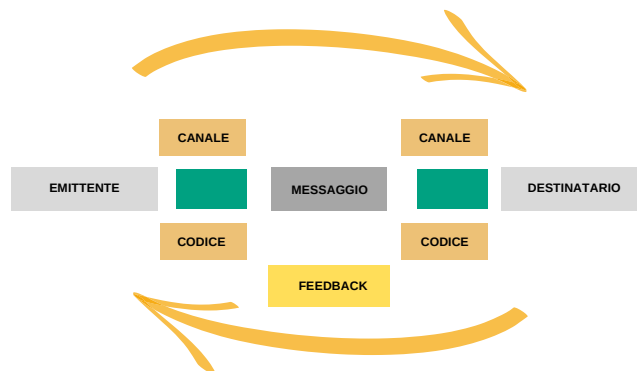 CANALE
CANALE
EMITTENTE
MESSAGGIO
DESTINATARIO
CODICE
CODICE
FEEDBACK